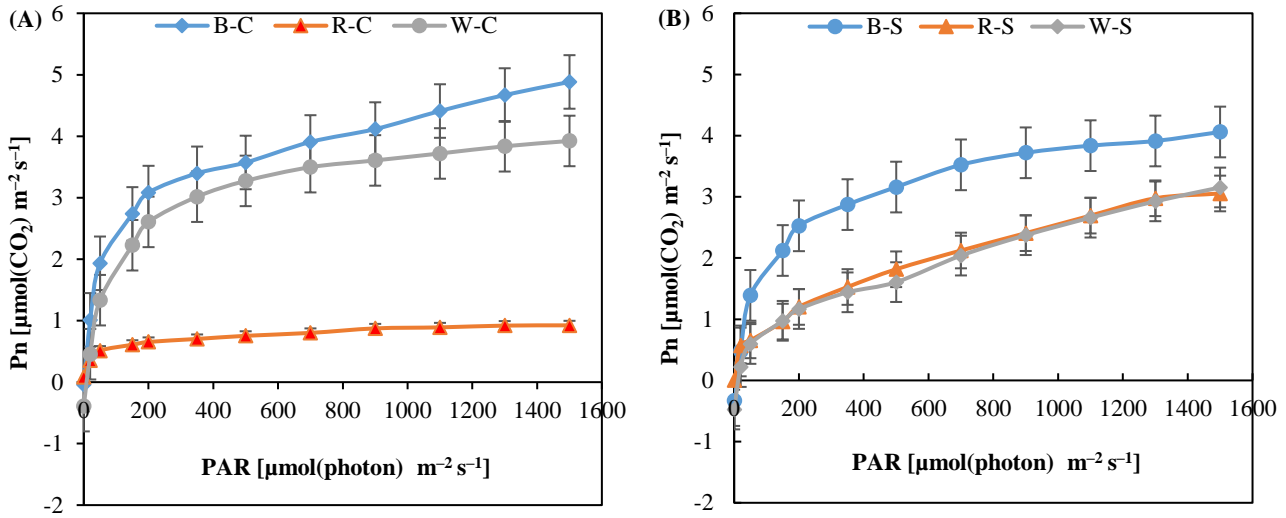 (A)
B-C R-C W-C
Pn [µmol(CO₂) m⁻² s⁻¹]
6
5
4
3
2
1
0
-1
-2
0 200 400 600 800 1000 1200 1400 1600
PAR [µmol(photon) m⁻² s⁻¹]
(B)
B-S R-S W-S
Pn [µmol(CO₂) m⁻² s⁻¹]
6
5
4
3
2
1
0
-1
-2
0 200 400 600 800 1000 1200 1400 1600
PAR [µmol(photon) m⁻² s⁻¹]